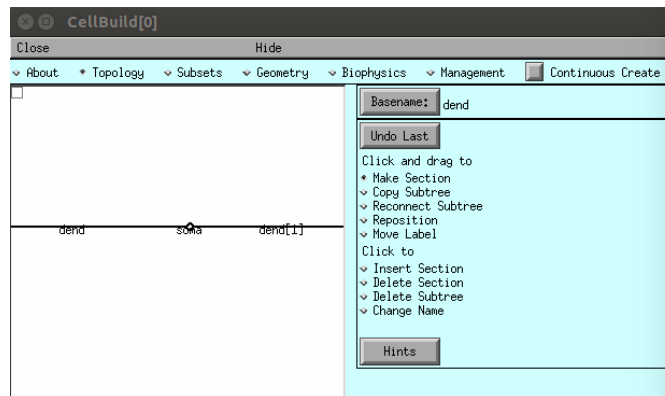 CellBuild[0]
Close Hide
About Topology Subsets Geometry Biophysics Management Continuous Create
Basename: dend
Undo Last
Click and drag to
Make Section
Copy Subtree
Reconnect Subtree
Reposition
Move Label
dend soma dend[1]
Click to
Insert Section
Delete Section
Delete Subtree
Change Name
Hints